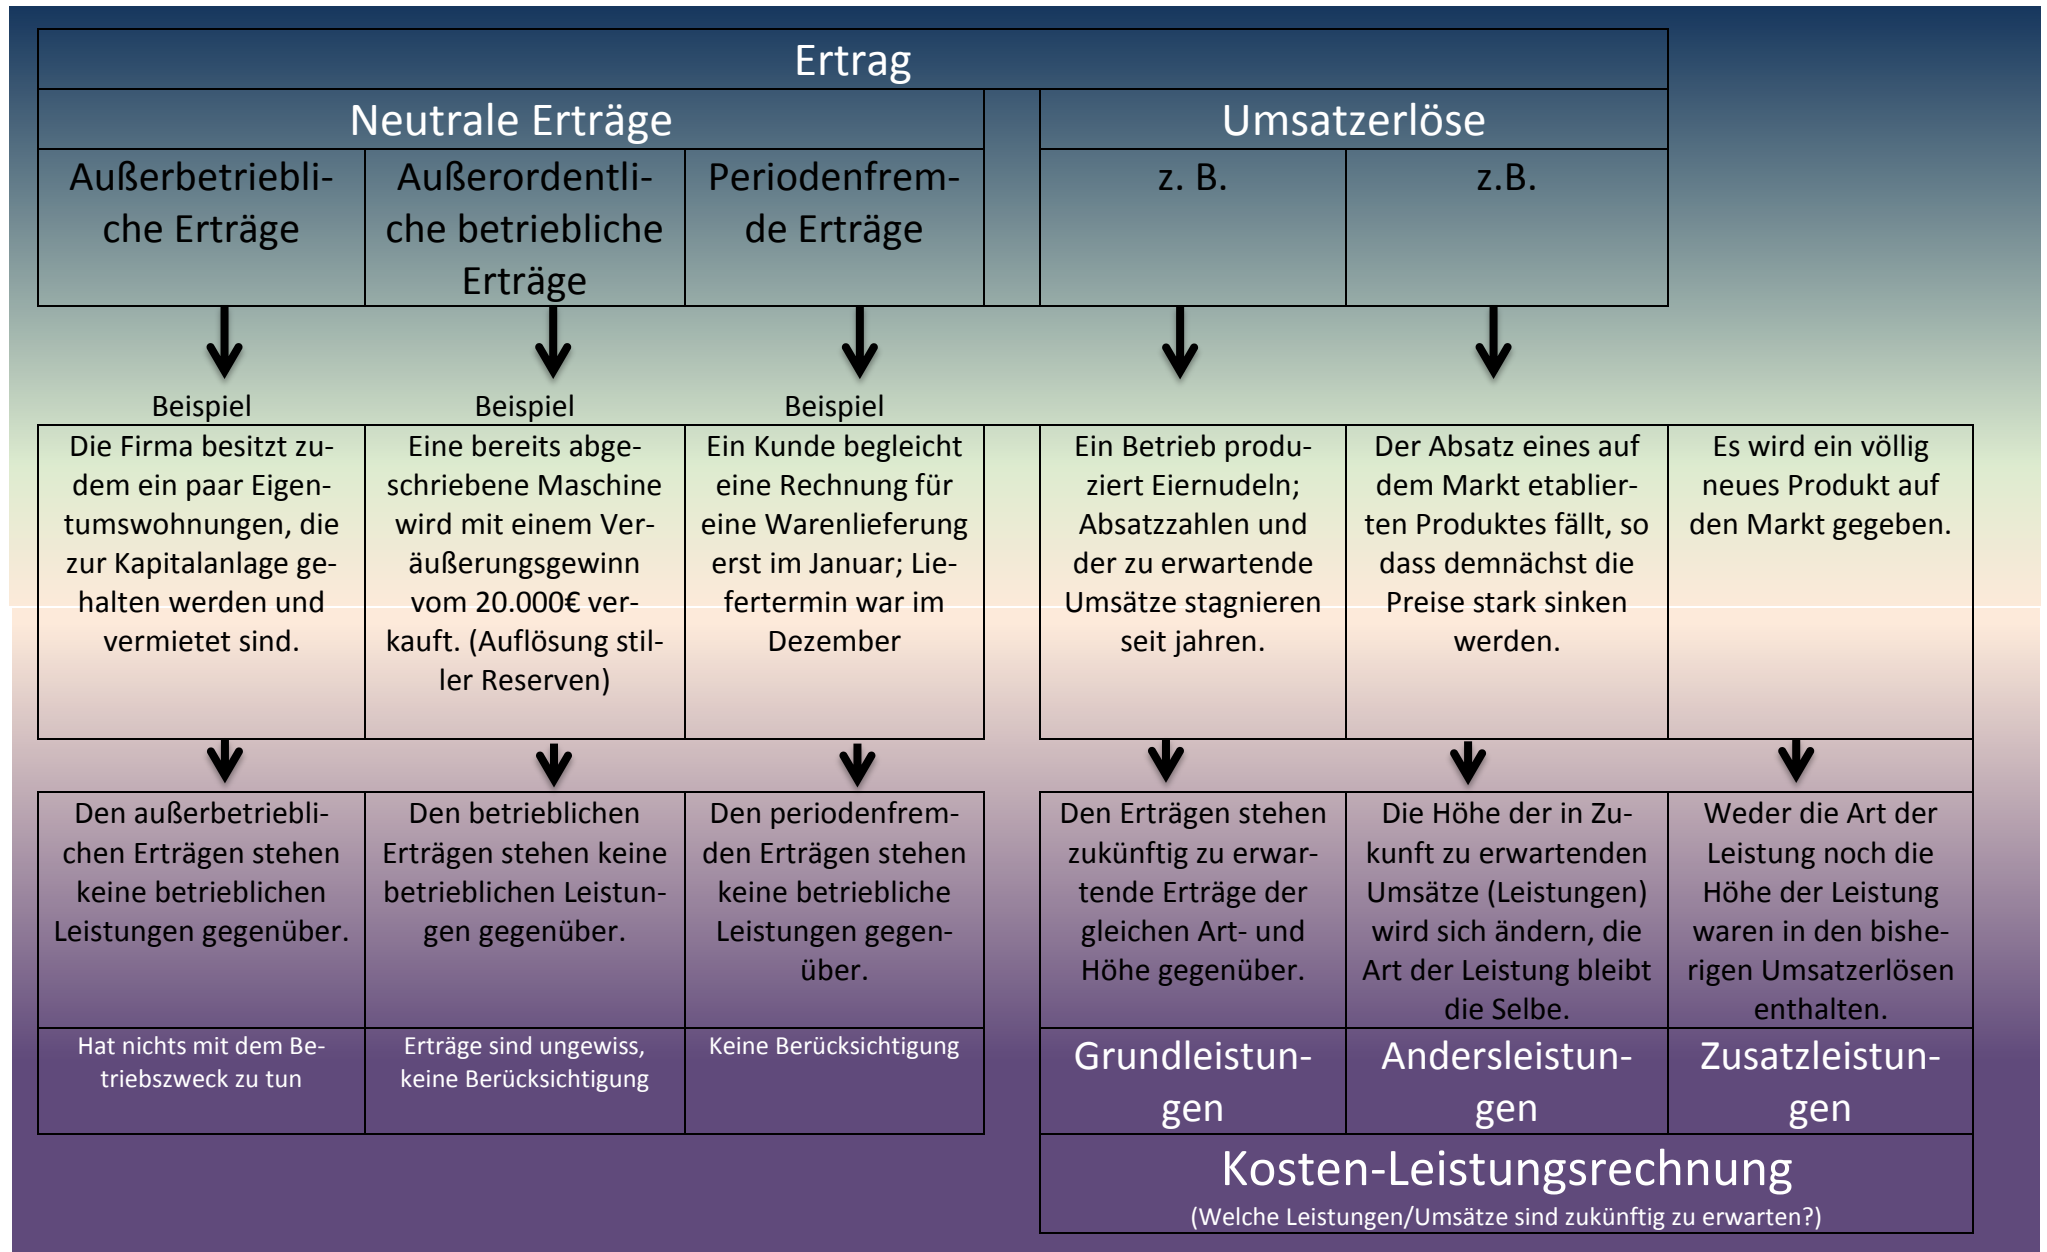 Ertrag
Neutrale Erträge
Umsatzerlöse
Außerbetriebli-
che Erträge
Außerordentli-
che betriebliche
Erträge
Periodenfrem-
de Erträge
z. B.
z.B.
Beispiel
Beispiel
Beispiel
Die Firma besitzt zu-
dem ein paar Eigen-
tumswohnungen, die
zur Kapitalanlage ge-
halten werden und
vermietet sind.
Eine bereits abge-
schriebene Maschine
wird mit einem Ver-
äußerungsgewinn
vom 20.000€ ver-
kauft. (Auflösung stil-
ler Reserven)
Ein Kunde begleicht
eine Rechnung für
eine Warenlieferung
erst im Januar; Lie-
fertermin war im
Dezember
Ein Betrieb produ-
ziert Eiernudeln;
Absatzzahlen und
der zu erwartende
Umsätze stagnieren
seit jahren.
Der Absatz eines auf
dem Markt etablier-
ten Produktes fällt, so
dass demnächst die
Preise stark sinken
werden.
Es wird ein völlig
neues Produkt auf
den Markt gegeben.
Den außerbetriebli-
chen Erträgen stehen
keine betrieblichen
Leistungen gegenüber.
Den betrieblichen
Erträgen stehen keine
betrieblichen Leistun-
gen gegenüber.
Den periodenfrem-
den Erträgen stehen
keine betriebliche
Leistungen gegen-
über.
Den Erträgen stehen
zukünftig zu erwar-
tende Erträge der
gleichen Art- und
Höhe gegenüber.
Die Höhe der in Zu-
kunft zu erwartenden
Umsätze (Leistungen)
wird sich ändern, die
Art der Leistung bleibt
die Selbe.
Weder die Art der
Leistung noch die
Höhe der Leistung
waren in den bishe-
rigen Umsatzerlösen
enthalten.
Hat nichts mit dem Be-
triebszweck zu tun
Erträge sind ungewiss,
keine Berücksichtigung
Keine Berücksichtigung
Grundleistun-
gen
Andersleistun-
gen
Zusatzleistun-
gen
Kosten-Leistungsrechnung
(Welche Leistungen/Umsätze sind zukünftig zu erwarten?)